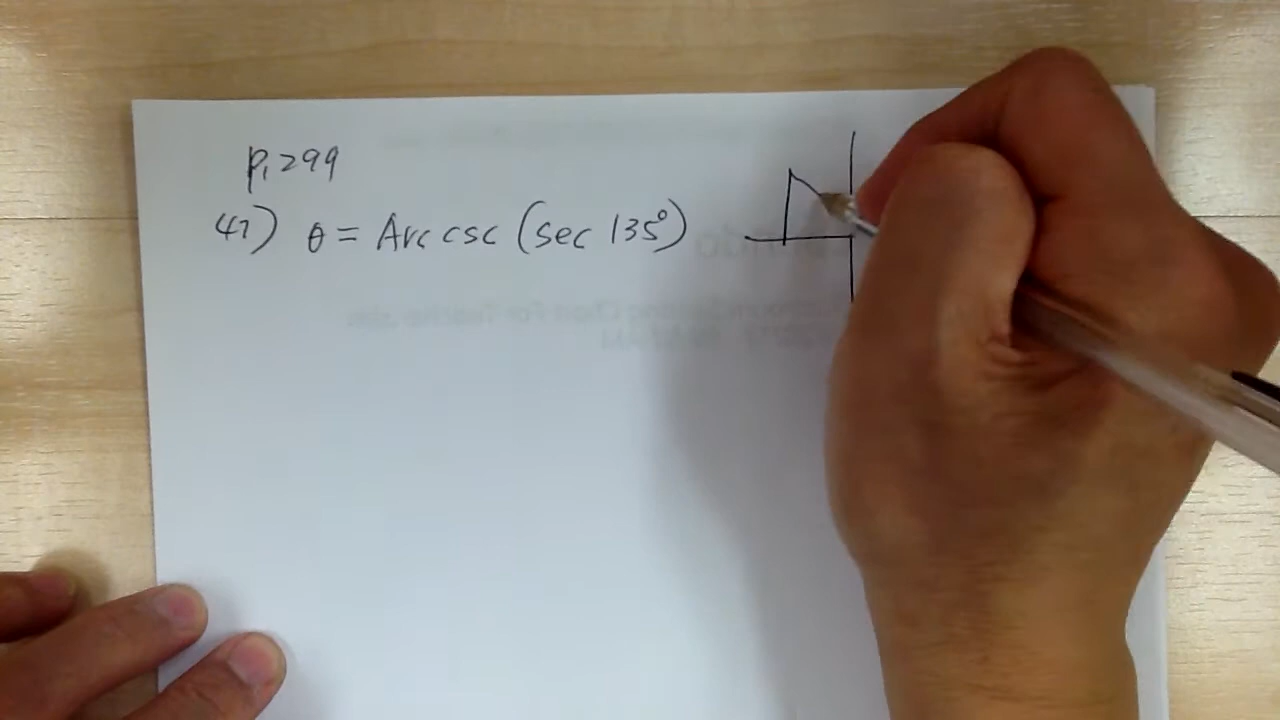 p. 299
47) θ = Arc csc (sec 135°)